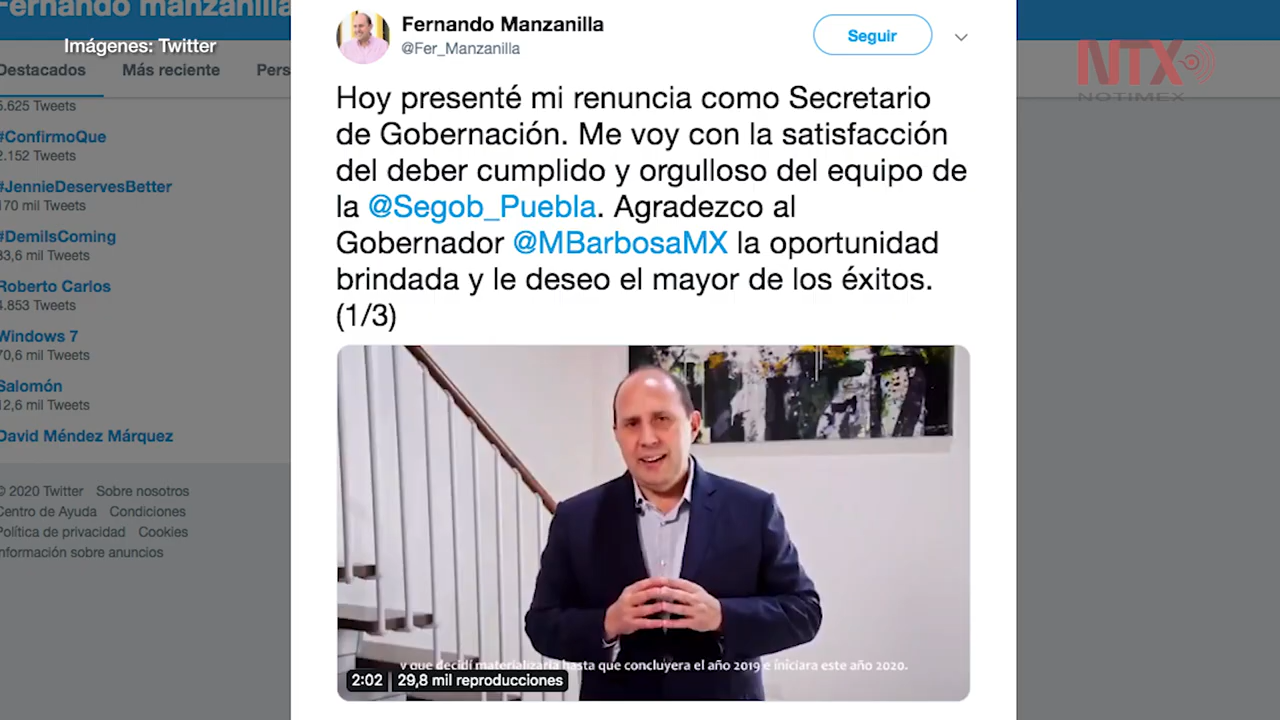 Fernando Manzanilla
Imágenes: Twitter
Destacados
Más reciente
Pers
5.625 Tweets
#ConfirmoQue
2.152 Tweets
#JennieDeservesBetter
170 mil Tweets
#DemiIsComing
83,6 mil Tweets
Roberto Carlos
4.853 Tweets
Windows 7
70,6 mil Tweets
Salomón
12,6 mil Tweets
David Méndez Márquez
© 2020 Twitter Sobre nosotros
Centro de Ayuda Condiciones
Política de privacidad Cookies
Información sobre anuncios
Fernando Manzanilla
@Fer_Manzanilla
Seguir
Hoy presenté mi renuncia como Secretario
de Gobernación. Me voy con la satisfacción
del deber cumplido y orgulloso del equipo de
la @Segob_Puebla. Agradezco al
Gobernador @MBarbosaMX la oportunidad
brindada y le deseo el mayor de los éxitos.
(1/3)
y que decidí materializarla hasta que concluyera el año 2019 e iniciara este año 2020.
2:02 29,8 mil reproducciones
NTX
NOTIMEX